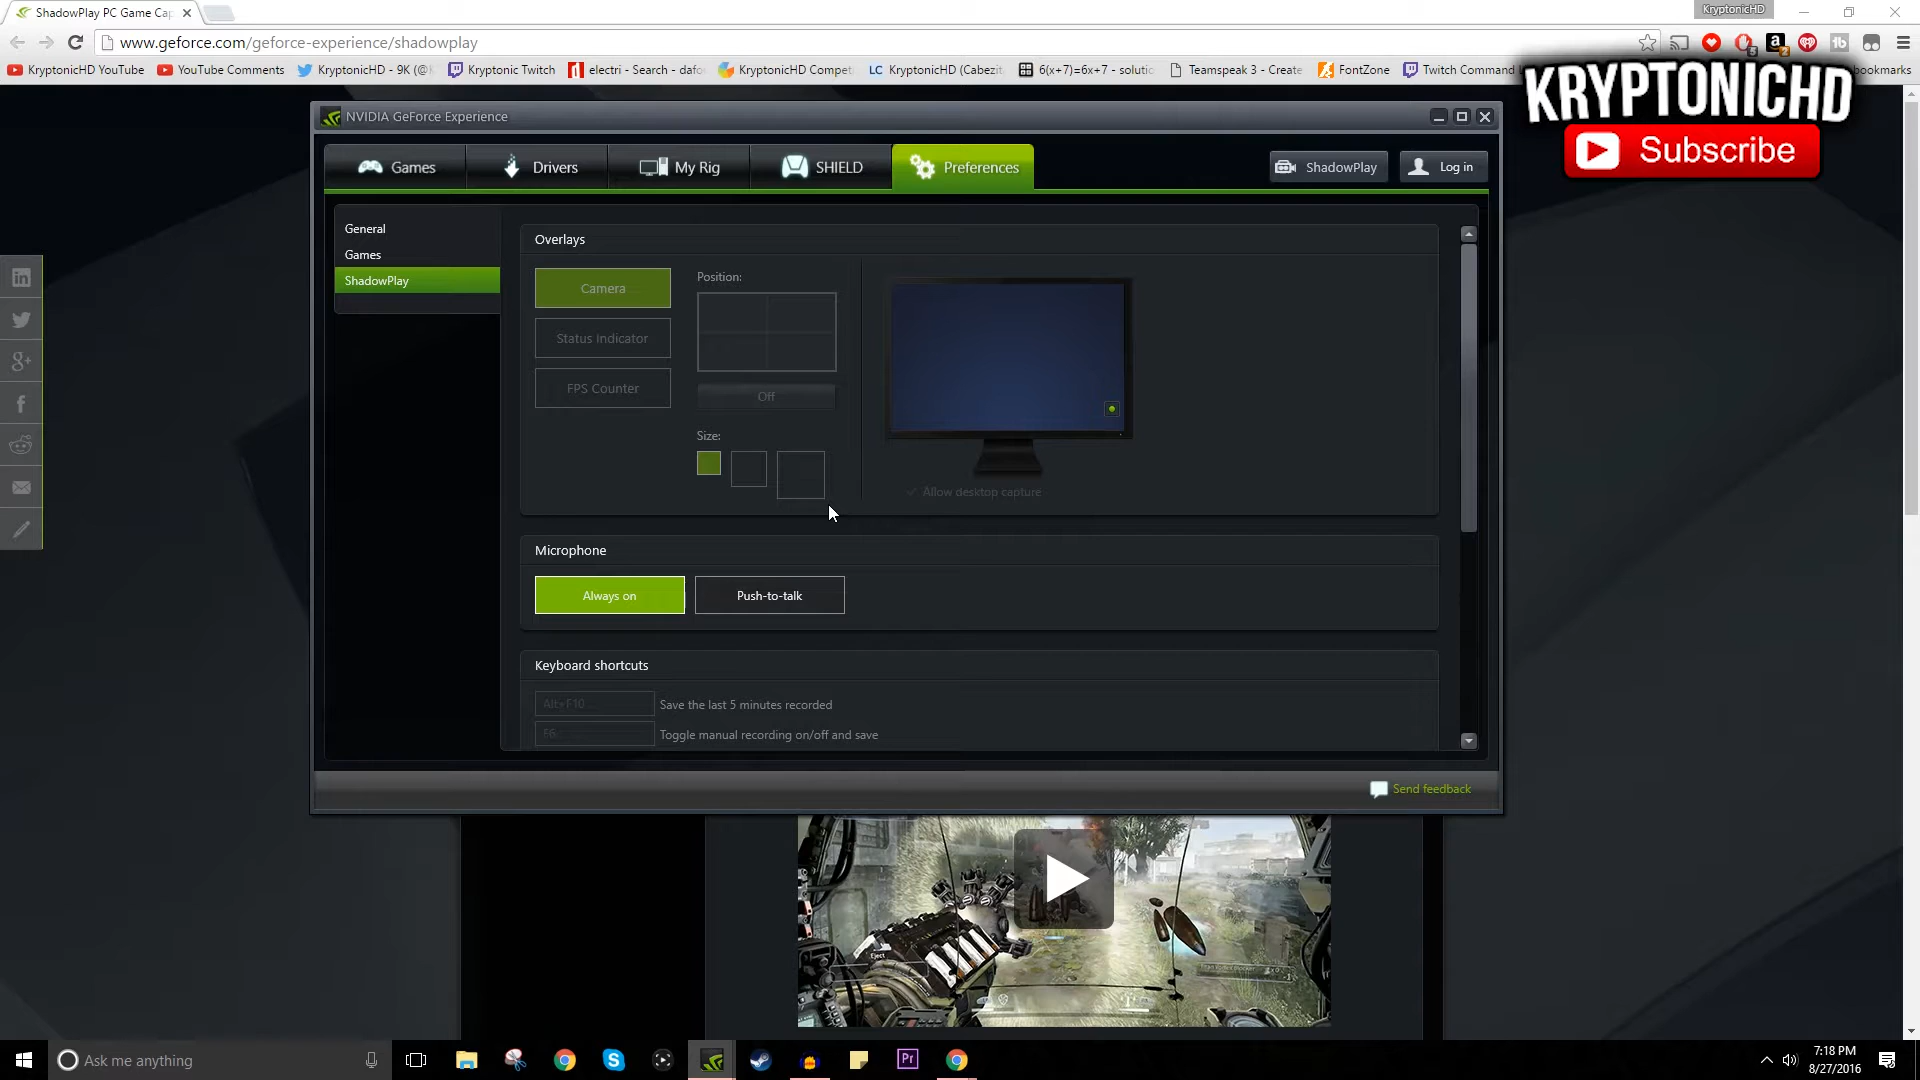 ShadowPlay PC Game Cap
KryptonicHD
www.geforce.com/geforce-experience/shadowplay
KryptonicHD YouTube
YouTube Comments
KryptonicHD - 9K (@K
Kryptonic Twitch
electri - Search - dafo
KryptonicHD Compet
LC KryptonicHD (Cabezit
6(x+7)=6x+7 - solutio
Teamspeak 3 - Create
FontZone
Twitch Command L
bookmarks
KRYPTONICHD
Subscribe
NVIDIA GeForce Experience
Games
Drivers
My Rig
SHIELD
Preferences
ShadowPlay
Log in
General
Games
ShadowPlay
Overlays
Camera
Status Indicator
FPS Counter
Position:
Off
Size:
Allow desktop capture
Microphone
Always on
Push-to-talk
Keyboard shortcuts
Alt+F10
Save the last 5 minutes recorded
F6
Toggle manual recording on/off and save
Send feedback
Eject
Ask me anything
Pr
7:18 PM
8/27/2016